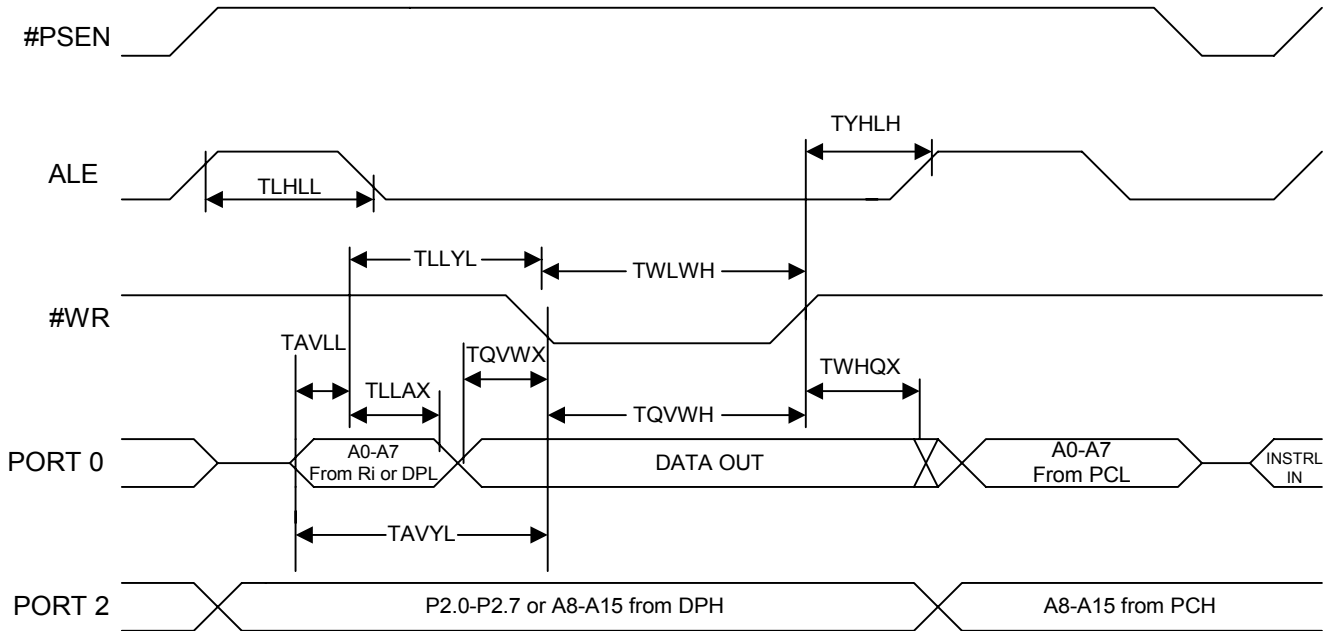 #PSEN
TYHLH
ALE
TLHLL
TLLYL
TWLWH
#WR
TAVLL
TQVWX
TWHQX
TLLAX
TQVWH
PORT 0
A0-A7
From Ri or DPL
DATA OUT
A0-A7
From PCL
INSTRL
IN
TAVYL
PORT 2
P2.0-P2.7 or A8-A15 from DPH
A8-A15 from PCH